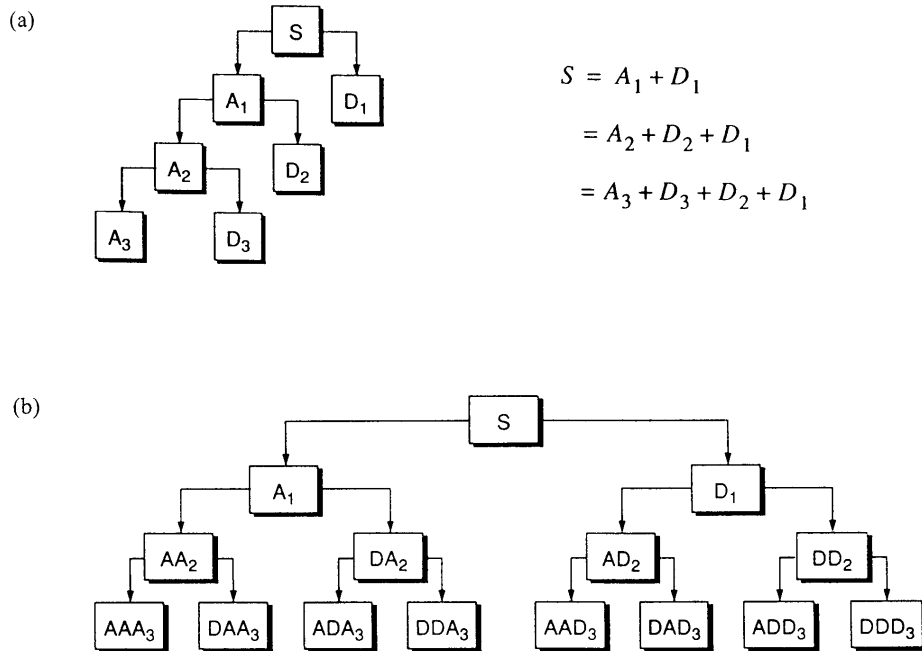 (a)
S
A₁ D₁
A₂ D₂
A₃ D₃
S = A₁ + D₁
= A₂ + D₂ + D₁
= A₃ + D₃ + D₂ + D₁
(b)
S
A₁ D₁
AA₂ DA₂ AD₂ DD₂
AAA₃ DAA₃ ADA₃ DDA₃ AAD₃ DAD₃ ADD₃ DDD₃